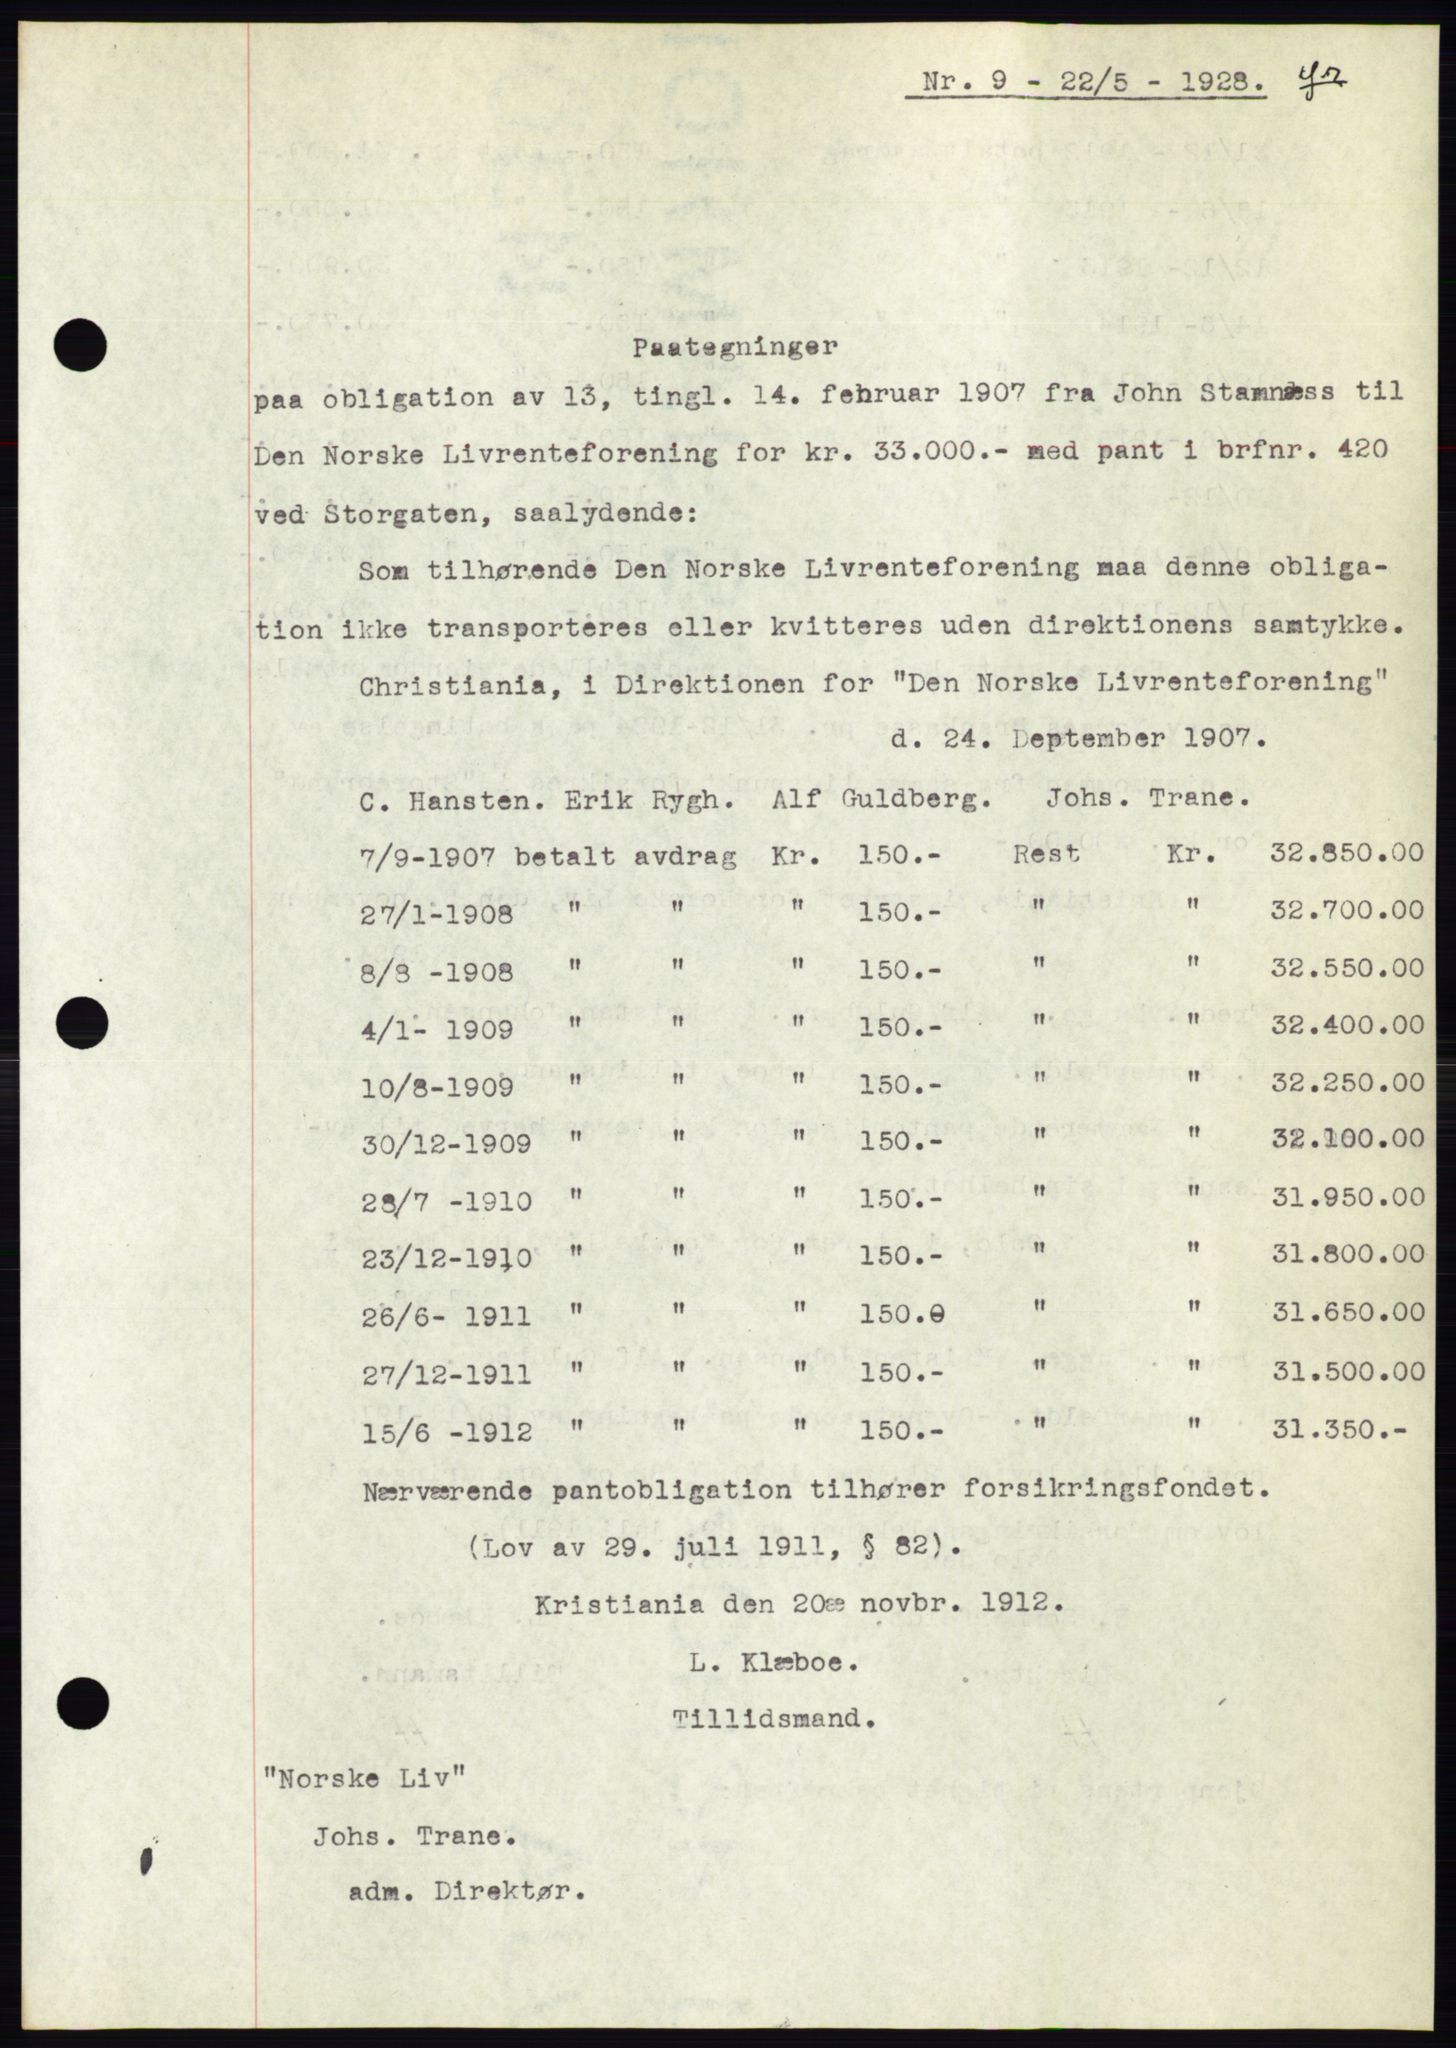 Nr. 9 - 22/5 - 1928.
Paategninger
paa obligation av 13, tingl. 14. februar 1907 fra John Stamnæss til
Den Norske Livrenteforening for kr. 33.000.- med pant i brfnr. 420
ved Storgaten, saalydende:
Som tilhørende Den Norske Livrenteforening maa denne obliga-
tion ikke transporteres eller kvitteres uden direktionens samtykke.
Christiania, i Direktionen for "Den Norske Livrenteforening"
d. 24. Deptember 1907.
C. Hansten. Erik Rygh. Alf Guldberg. Johs. Trane.
7/9-1907 betalt avdrag Kr. 150.- Rest Kr. 32.850.00
27/1-1908 " " " 150.- " " 32.700.00
8/8 -1908 " " " 150.- " " 32.550.00
4/1- 1909 " " " 150.- " " 32.400.00
10/8-1909 " " " 150.- " " 32.250.00
30/12-1909 " " " 150.- " " 32.100.00
28/7 -1910 " " " 150.- " " 31.950.00
23/12-1910 " " " 150.- " " 31.800.00
26/6- 1911 " " " 150.0 " " 31.650.00
27/12-1911 " " " 150.- " " 31.500.00
15/6 -1912 " " " 150.- " " 31.350.-
Nærværende pantobligation tilhører forsikringsfondet.
(Lov av 29. juli 1911, § 82).
Kristiania den 20æ novbr. 1912.
L. Klæboe.
Tillidsmand.
"Norske Liv"
Johs. Trane.
adm. Direktør.